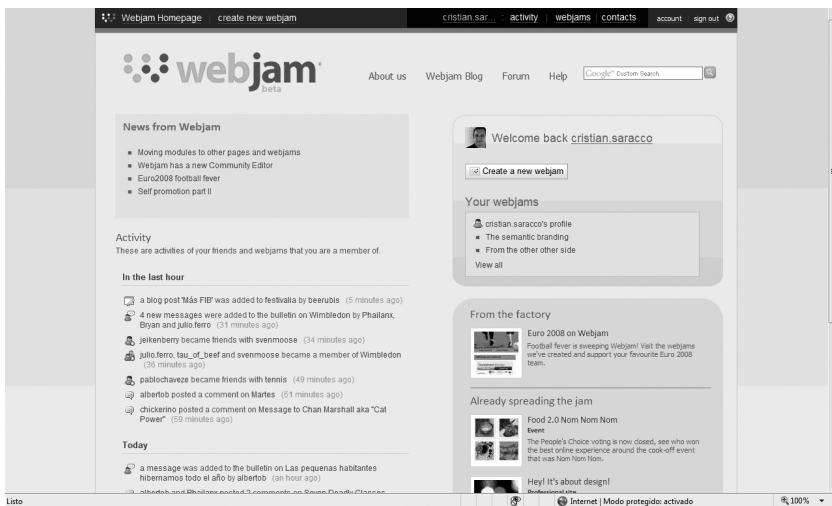 Webjam Homepage | create new webjam
cristian.sar... : activity | webjams | contacts
account | sign out
webjam
beta
About us Webjam Blog Forum Help
Google™ Custom Search
News from Webjam
Moving modules to other pages and webjams
Webjam has a new Community Editor
Euro2008 football fever
Self promotion part II
Activity
These are activities of your friends and webjams that you are a member of.
In the last hour
a blog post 'Más FIB' was added to festivalia by beerubis (5 minutes ago)
4 new messages were added to the bulletin on Wimbledon by Phailanx,
Bryan and julio.ferro (31 minutes ago)
jeikenberry became friends with svenmoose (34 minutes ago)
julio.ferro, tau_of_beef and svenmoose became a member of Wimbledon
(36 minutes ago)
pablochaveze became friends with tennis (49 minutes ago)
albertob posted a comment on Martes (51 minutes ago)
chickerino posted a comment on Message to Chan Marshall aka "Cat
Power" (59 minutes ago)
Today
a message was added to the bulletin on Las pequenas habitantes
hibernamos todo el año by albertob (an hour ago)
albertob and Phailanx posted 2 comments on Seven Deadly Glasses
Welcome back cristian.saracco
Create a new webjam
Your webjams
cristian.saracco's profile
The semantic branding
From the other other side
View all
From the factory
Euro 2008 on Webjam
Football fever is sweeping Webjam! Visit the webjams
we've created and support your favourite Euro 2008
team.
Already spreading the jam
Food 2.0 Nom Nom Nom
Event
The People's Choice voting is now closed, see who won
the best online experience around the cook-off event
that was Nom Nom Nom.
Hey! It's about design!
Professional site
Listo
Internet | Modo protegido: activado
100%